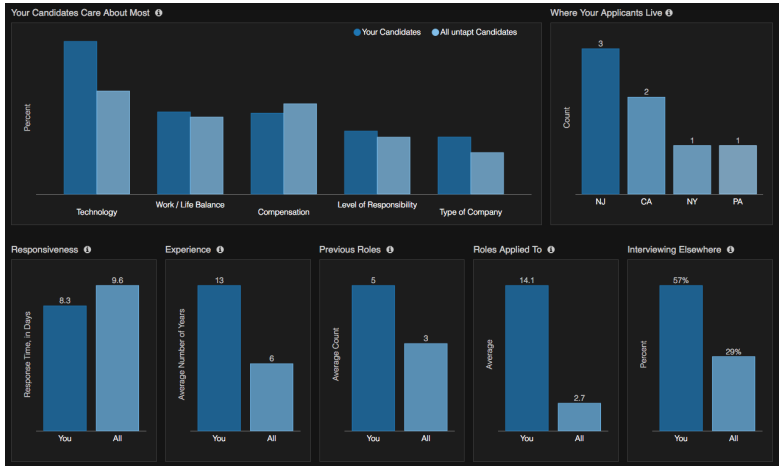 Your Candidates Care About Most
Your Candidates
All untapt Candidates
Percent
Technology
Work / Life Balance
Compensation
Level of Responsibility
Type of Company
Where Your Applicants Live
Count
3
2
1
1
NJ
CA
NY
PA
Responsiveness
Response Time, in Days
8.3
9.6
You
All
Experience
Average Number of Years
13
6
You
All
Previous Roles
Average Count
5
3
You
All
Roles Applied To
Average
14.1
2.7
You
All
Interviewing Elsewhere
Percent
57%
29%
You
All